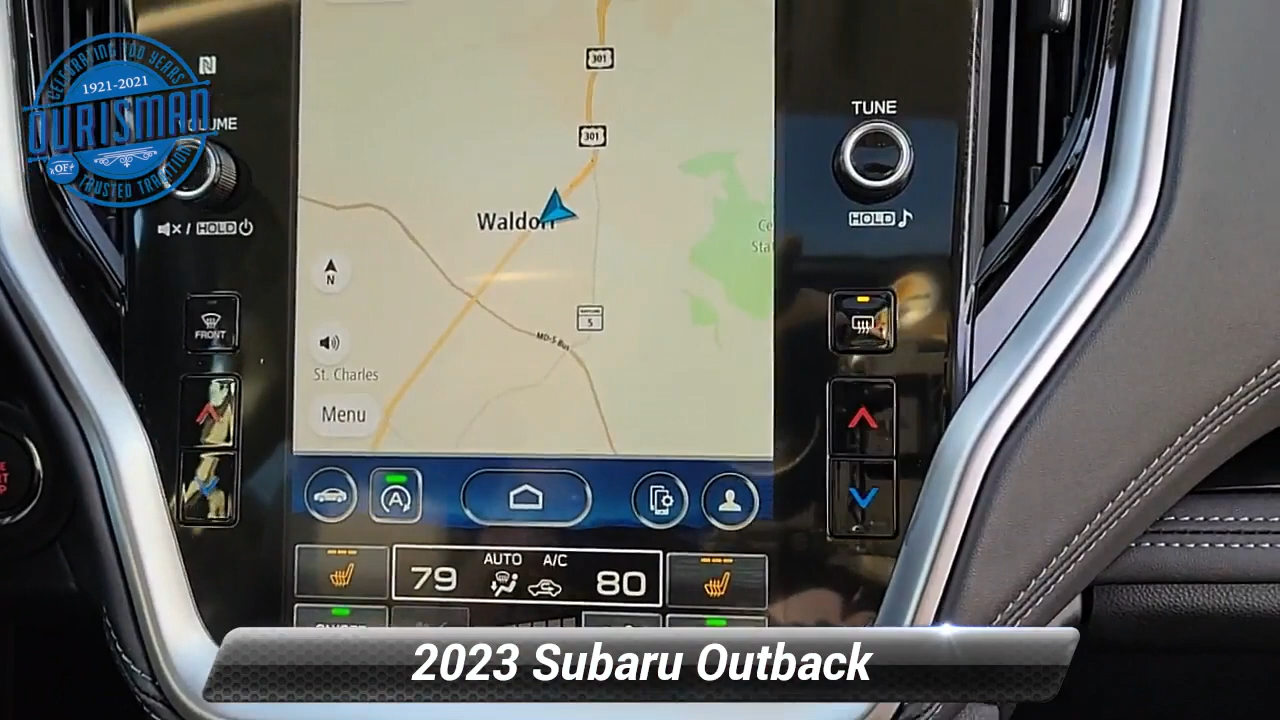 CELEBRATING 100 YEARS
1921-2021
OURISMAN
OF
TRUSTED TRADITION
VOLUME
HOLD
FRONT
301
301
Waldorf
N
5
MD-5 Bus
St. Charles
Menu
TUNE
HOLD
A
AUTO A/C
79
80
2023 Subaru Outback